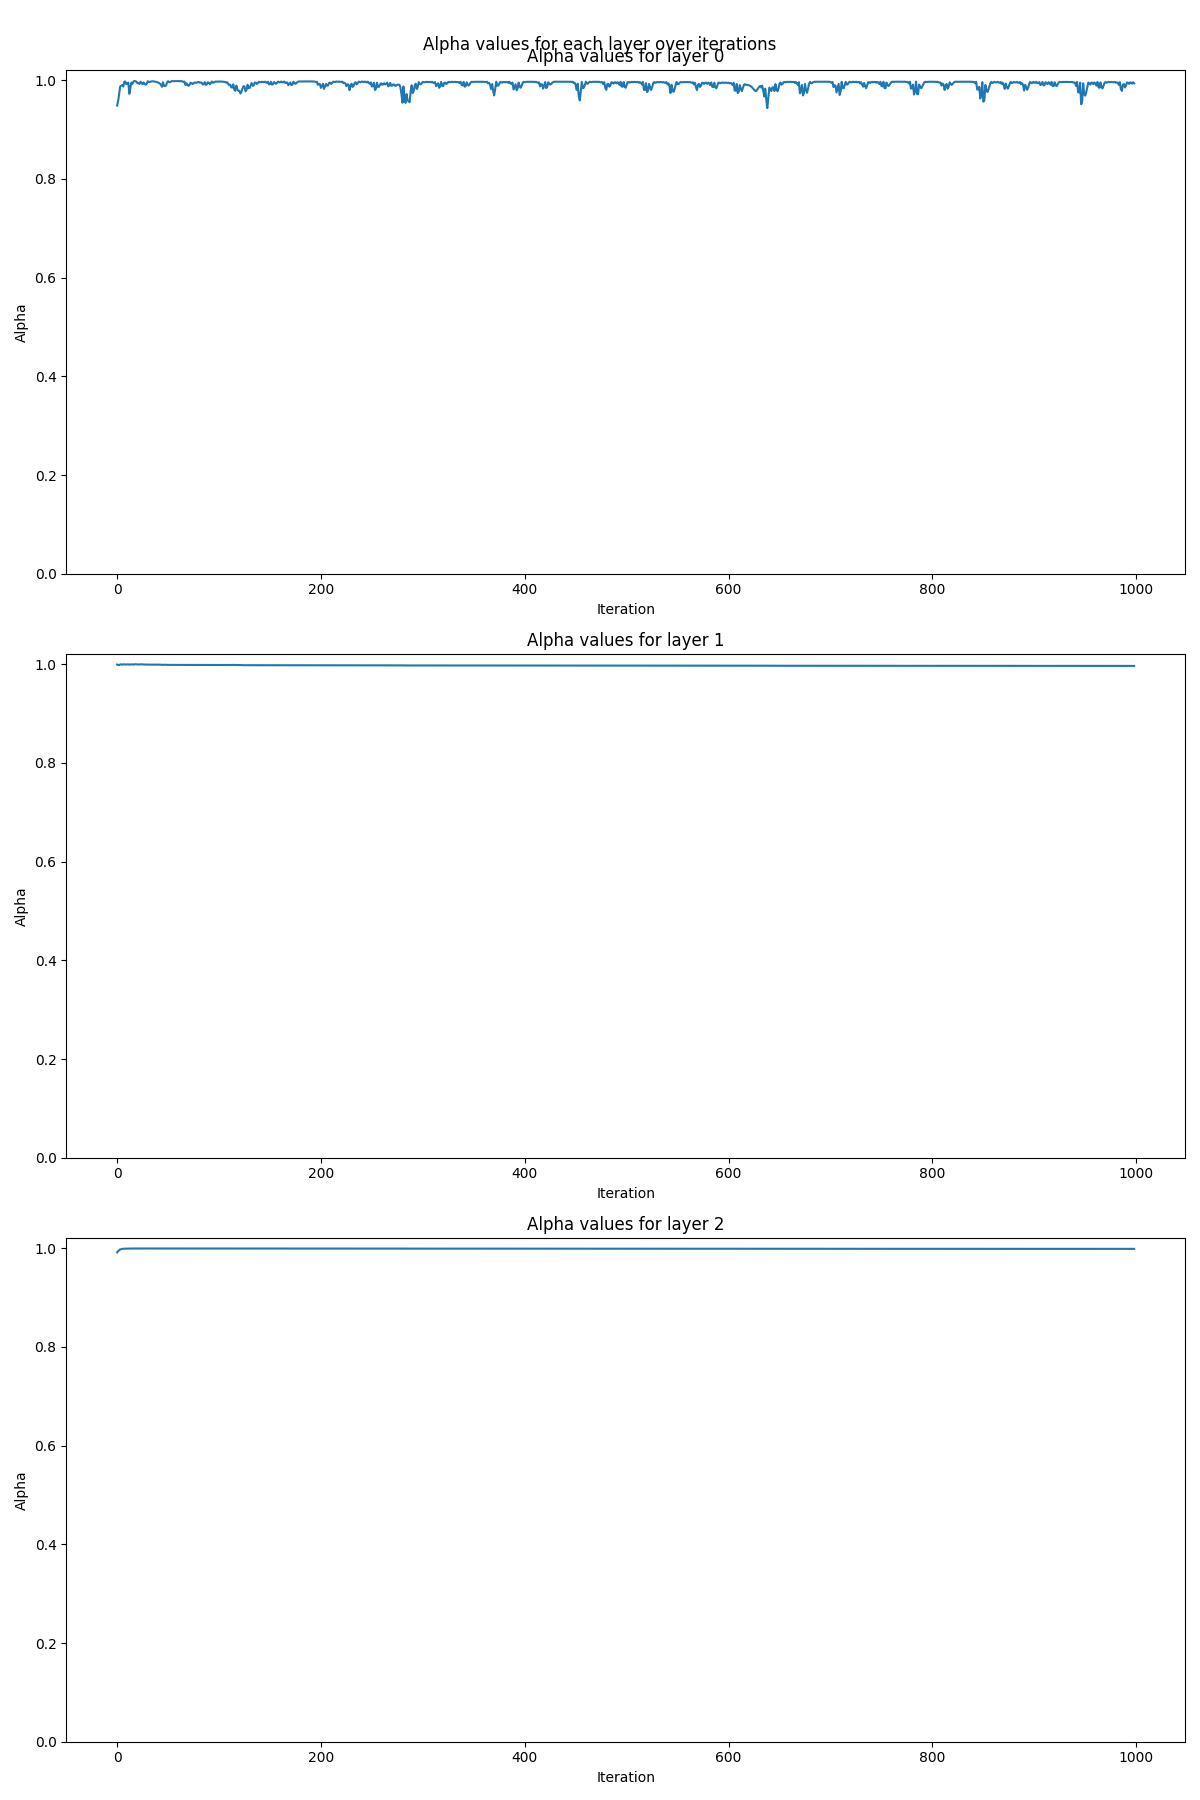 Alpha values for each layer over iterations
Alpha values for layer 0
1.0
0.8
0.6
0.4
0.2
0.0
Alpha
0 200 400 600 800 1000
Iteration
Alpha values for layer 1
1.0
0.8
0.6
0.4
0.2
0.0
Alpha
0 200 400 600 800 1000
Iteration
Alpha values for layer 2
1.0
0.8
0.6
0.4
0.2
0.0
Alpha
0 200 400 600 800 1000
Iteration